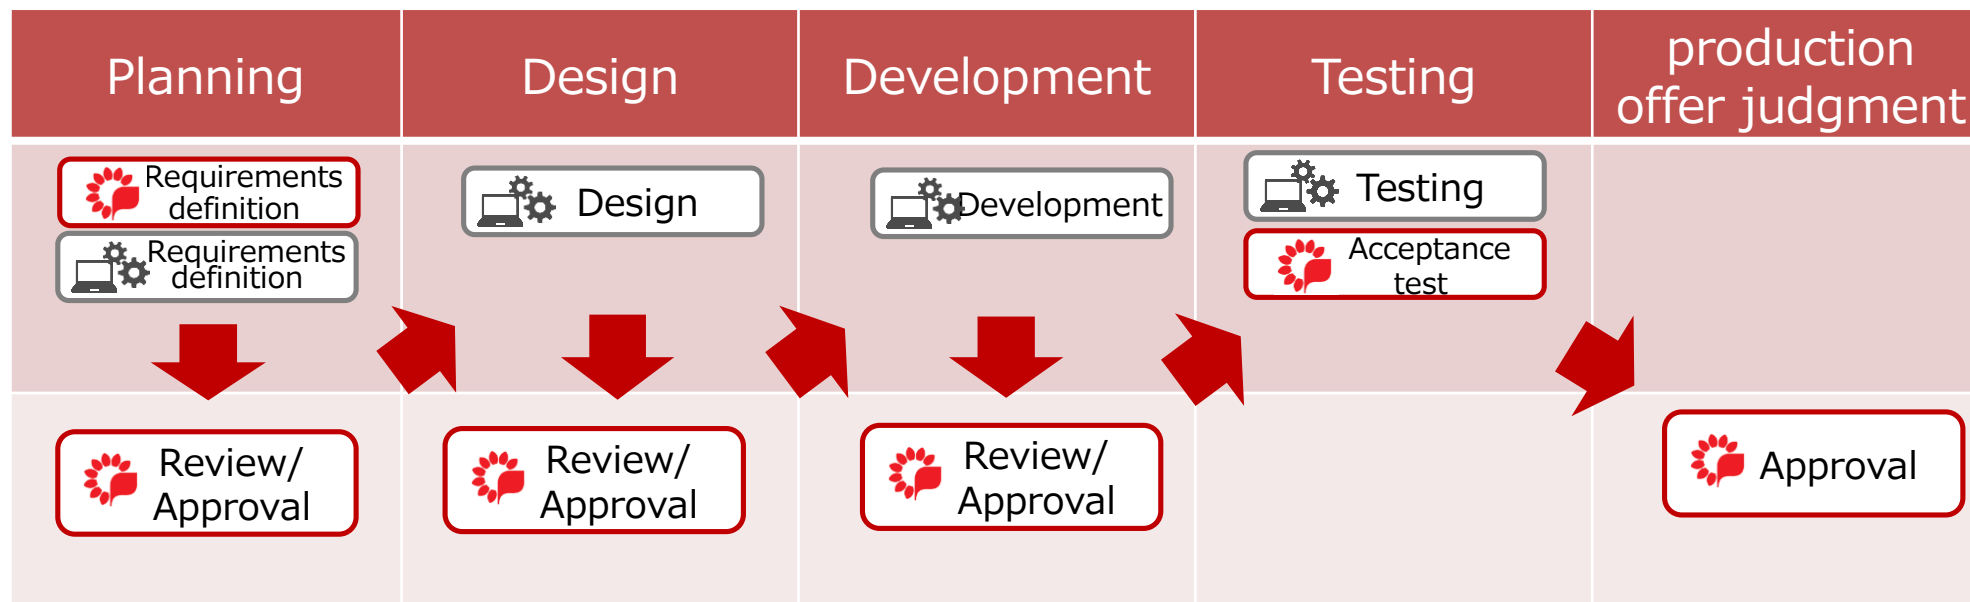 Planning
Design
Development
Testing
production
offer judgment
Requirements
definition
Requirements
definition
Design
Development
Testing
Acceptance
test
Review/
Approval
Review/
Approval
Review/
Approval
Approval